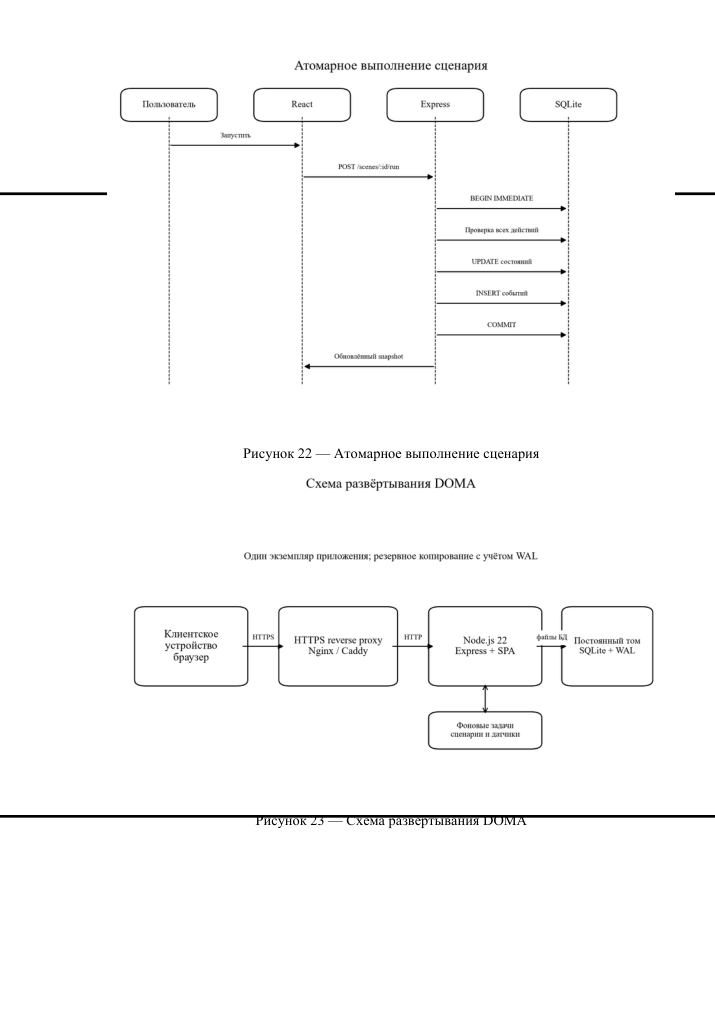 Атомарное выполнение сценария
Пользователь
React
Express
SQLite
Запустить
POST /scenes/:id/run
BEGIN IMMEDIATE
Проверка всех действий
UPDATE состояний
INSERT событий
COMMIT
Обновлённый snapshot
Рисунок 22 — Атомарное выполнение сценария
Схема развёртывания DOMA
Один экземпляр приложения; резервное копирование с учётом WAL
Клиентское
устройство
браузер
HTTPS
HTTPS reverse proxy
Nginx / Caddy
HTTP
Node.js 22
Express + SPA
файлы БД
Постоянный том
SQLite + WAL
Фоновые задачи
сценарии и датчики
Рисунок 23 — Схема развёртывания DOMA